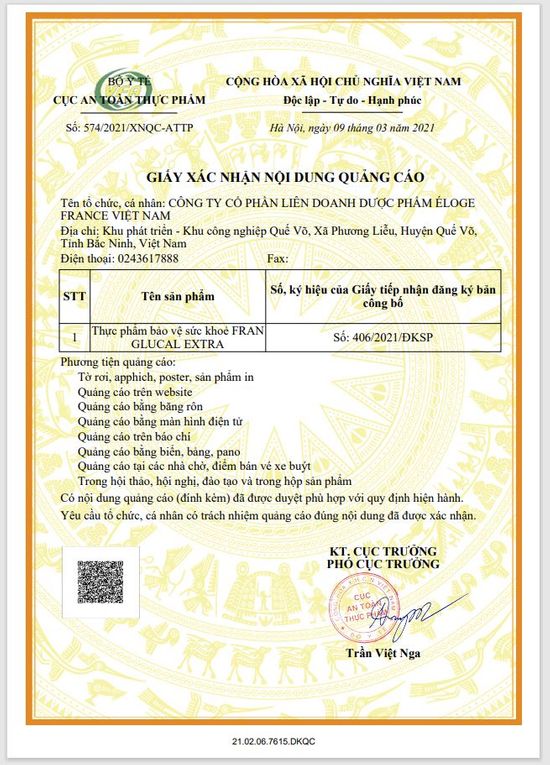 BỘ Y TẾ
CỤC AN TOÀN THỰC PHẨM
Số: 574/2021/XNQC-ATTP
CỘNG HÒA XÃ HỘI CHỦ NGHĨA VIỆT NAM
Độc lập - Tự do - Hạnh phúc
Hà Nội, ngày 09 tháng 03 năm 2021
GIẤY XÁC NHẬN NỘI DUNG QUẢNG CÁO
Tên tổ chức, cá nhân: CÔNG TY CỔ PHẦN LIÊN DOANH DƯỢC PHẨM ÉLOGE
FRANCE VIỆT NAM
Địa chỉ: Khu phát triển - Khu công nghiệp Quế Võ, Xã Phương Liễu, Huyện Quế Võ,
Tỉnh Bắc Ninh, Việt Nam
Điện thoại: 0243617888 Fax:
STT
Tên sản phẩm
Số, ký hiệu của Giấy tiếp nhận đăng ký bản
công bố
1
Thực phẩm bảo vệ sức khoẻ FRAN
GLUCAL EXTRA
Số: 406/2021/ĐKSP
Phương tiện quảng cáo:
Tờ rơi, apphich, poster, sản phẩm in
Quảng cáo trên website
Quảng cáo bằng băng rôn
Quảng cáo bằng màn hình điện tử
Quảng cáo trên báo chí
Quảng cáo bằng biển, bảng, pano
Quảng cáo tại các nhà chờ, điểm bán vé xe buýt
Trong hội thảo, hội nghị, đào tạo và trong hộp sản phẩm
Có nội dung quảng cáo (đính kèm) đã được duyệt phù hợp với quy định hiện hành.
Yêu cầu tổ chức, cá nhân có trách nhiệm quảng cáo đúng nội dung đã được xác nhận.
KT. CỤC TRƯỞNG
PHÓ CỤC TRƯỞNG
CỤC
AN TOÀN
THỰC PHẨM
Trần Việt Nga
21.02.06.7615.DKQC